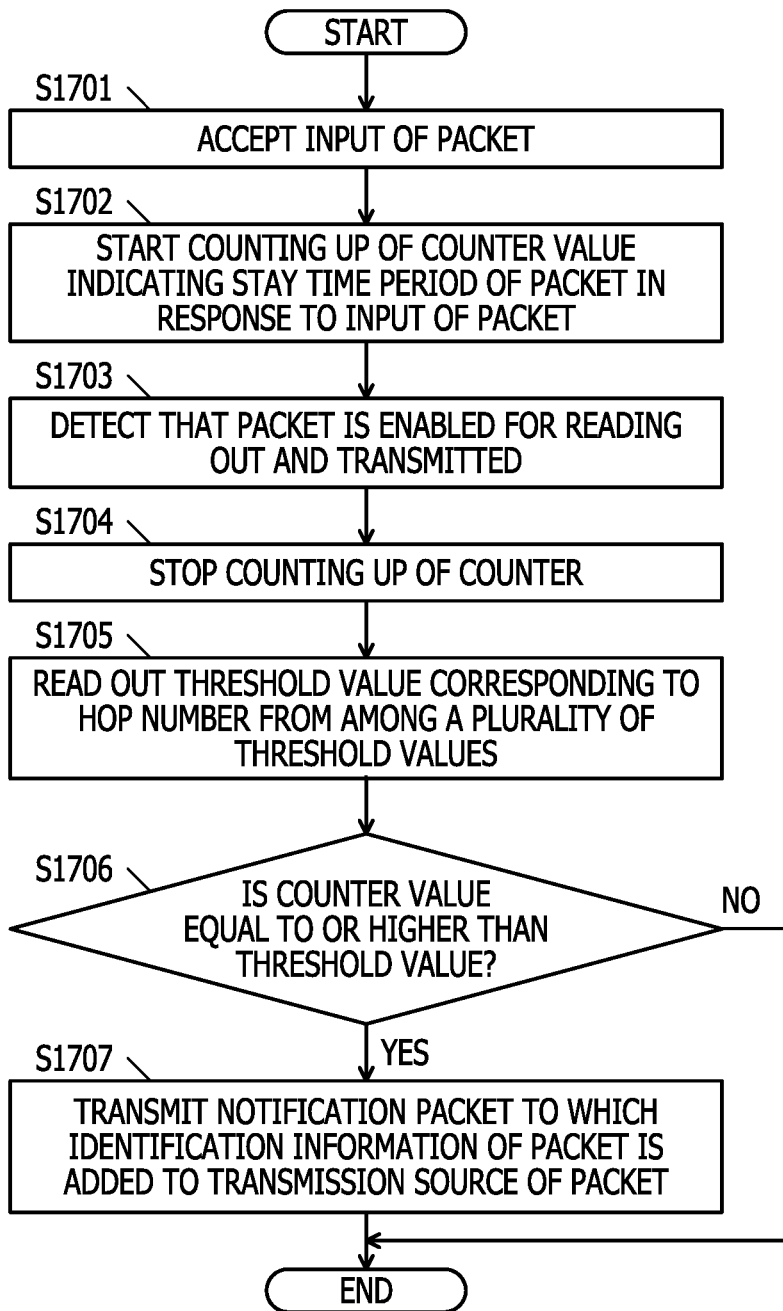 START
S1701
ACCEPT INPUT OF PACKET
S1702
START COUNTING UP OF COUNTER VALUE
INDICATING STAY TIME PERIOD OF PACKET IN
RESPONSE TO INPUT OF PACKET
S1703
DETECT THAT PACKET IS ENABLED FOR READING
OUT AND TRANSMITTED
S1704
STOP COUNTING UP OF COUNTER
S1705
READ OUT THRESHOLD VALUE CORRESPONDING TO
HOP NUMBER FROM AMONG A PLURALITY OF
THRESHOLD VALUES
S1706
IS COUNTER VALUE
EQUAL TO OR HIGHER THAN
THRESHOLD VALUE?
NO
YES
S1707
TRANSMIT NOTIFICATION PACKET TO WHICH
IDENTIFICATION INFORMATION OF PACKET IS
ADDED TO TRANSMISSION SOURCE OF PACKET
END